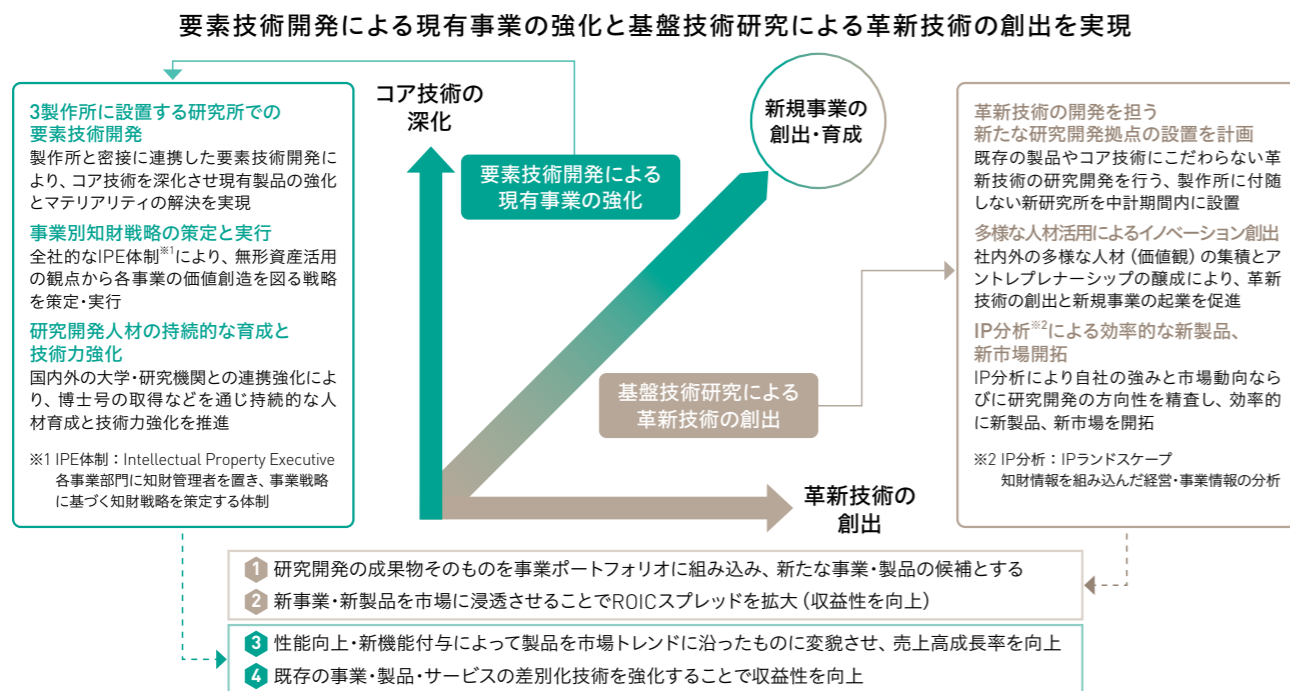 要素技術開発による現有事業の強化と基盤技術研究による革新技術の創出を実現
3製作所に設置する研究所での
要素技術開発
製作所と密接に連携した要素技術開発に
より、コア技術を深化させ現有製品の強化
とマテリアリティの解決を実現
事業別知財戦略の策定と実行
全社的なIPE体制※1により、無形資産活用
の観点から各事業の価値創造を図る戦略
を策定・実行
研究開発人材の持続的な育成と
技術力強化
国内外の大学・研究機関との連携強化によ
り、博士号の取得などを通じ持続的な人
材育成と技術力強化を推進
※1 IPE体制：Intellectual Property Executive
各事業部門に知財管理者を置き、事業戦略
に基づく知財戦略を策定する体制
コア技術の
深化
要素技術開発による
現有事業の強化
新規事業の
創出・育成
基盤技術研究による
革新技術の創出
革新技術の
創出
革新技術の開発を担う
新たな研究開発拠点の設置を計画
既存の製品やコア技術にこだわらない革
新技術の研究開発を行う、製作所に付随
しない新研究所を中計期間内に設置
多様な人材活用によるイノベーション創出
社内外の多様な人材（価値観）の集積とア
ントレプレナーシップの醸成により、革新
技術の創出と新規事業の起業を促進
IP分析※2による効率的な新製品、
新市場開拓
IP分析により自社の強みと市場動向なら
びに研究開発の方向性を精査し、効率的
に新製品、新市場を開拓
※2 IP分析：IPランドスケープ
知財情報を組み込んだ経営・事業情報の分析
1 研究開発の成果物そのものを事業ポートフォリオに組み込み、新たな事業・製品の候補とする
2 新事業・新製品を市場に浸透させることでROICスプレッドを拡大（収益性を向上）
3 性能向上・新機能付与によって製品を市場トレンドに沿ったものに変貌させ、売上高成長率を向上
4 既存の事業・製品・サービスの差別化技術を強化することで収益性を向上